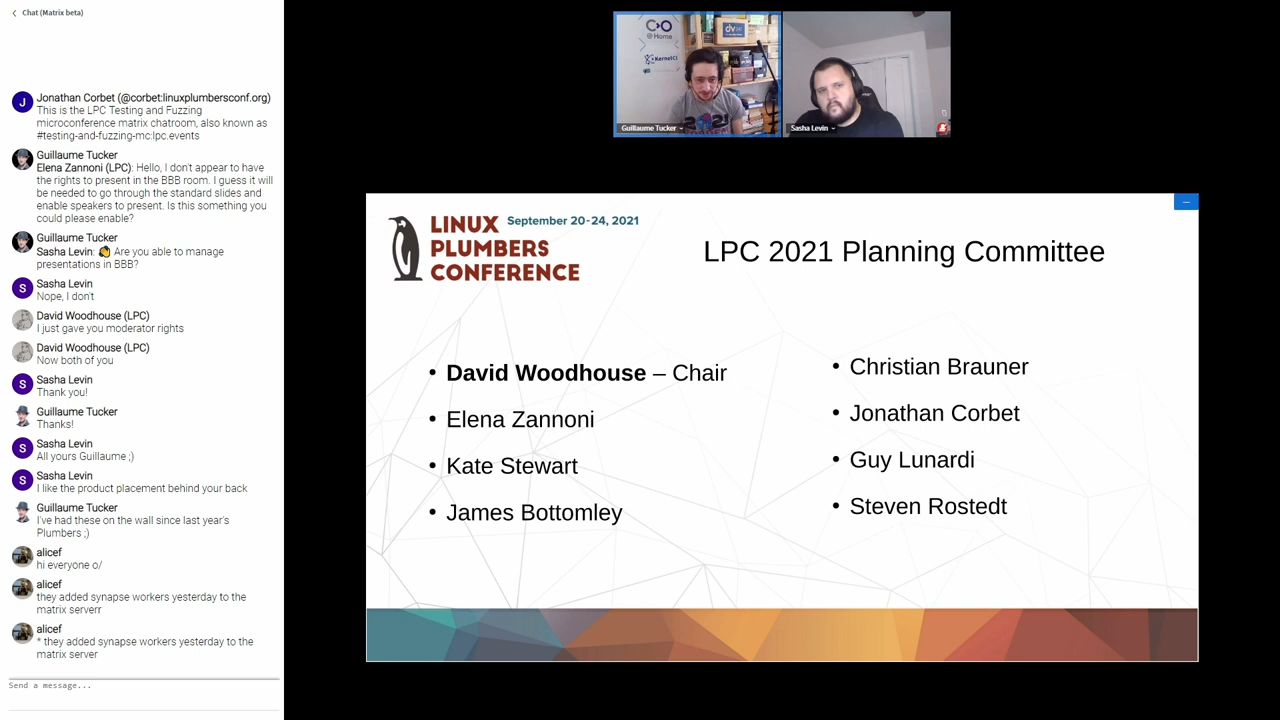 Chat (Matrix beta)
Jonathan Corbet (@corbet:linuxplumbersconf.org)
This is the LPC Testing and Fuzzing
microconference matrix chatroom, also known as
#testing-and-fuzzing-mc:lpc.events
Guillaume Tucker
Elena Zannoni (LPC): Hello, I don't appear to have
the rights to present in the BBB room. I guess it will
be needed to go through the standard slides and
enable speakers to present. Is this something you
could please enable?
Guillaume Tucker
Sasha Levin: 👏 Are you able to manage
presentations in BBB?
Sasha Levin
Nope, I don't
David Woodhouse (LPC)
I just gave you moderator rights
David Woodhouse (LPC)
Now both of you
Sasha Levin
Thank you!
Guillaume Tucker
Thanks!
Sasha Levin
All yours Guillaume ;)
Sasha Levin
I like the product placement behind your back
Guillaume Tucker
I've had these on the wall since last year's
Plumbers ;)
alicef
hi everyone o/
alicef
they added synapse workers yesterday to the
matrix serverr
alicef
* they added synapse workers yesterday to the
matrix server
Send a message...
@Home
KernelCI
Guillaume Tucker
Sasha Levin
LINUX
PLUMBERS
CONFERENCE
September 20-24, 2021
LPC 2021 Planning Committee
• David Woodhouse – Chair
• Elena Zannoni
• Kate Stewart
• James Bottomley
• Christian Brauner
• Jonathan Corbet
• Guy Lunardi
• Steven Rostedt